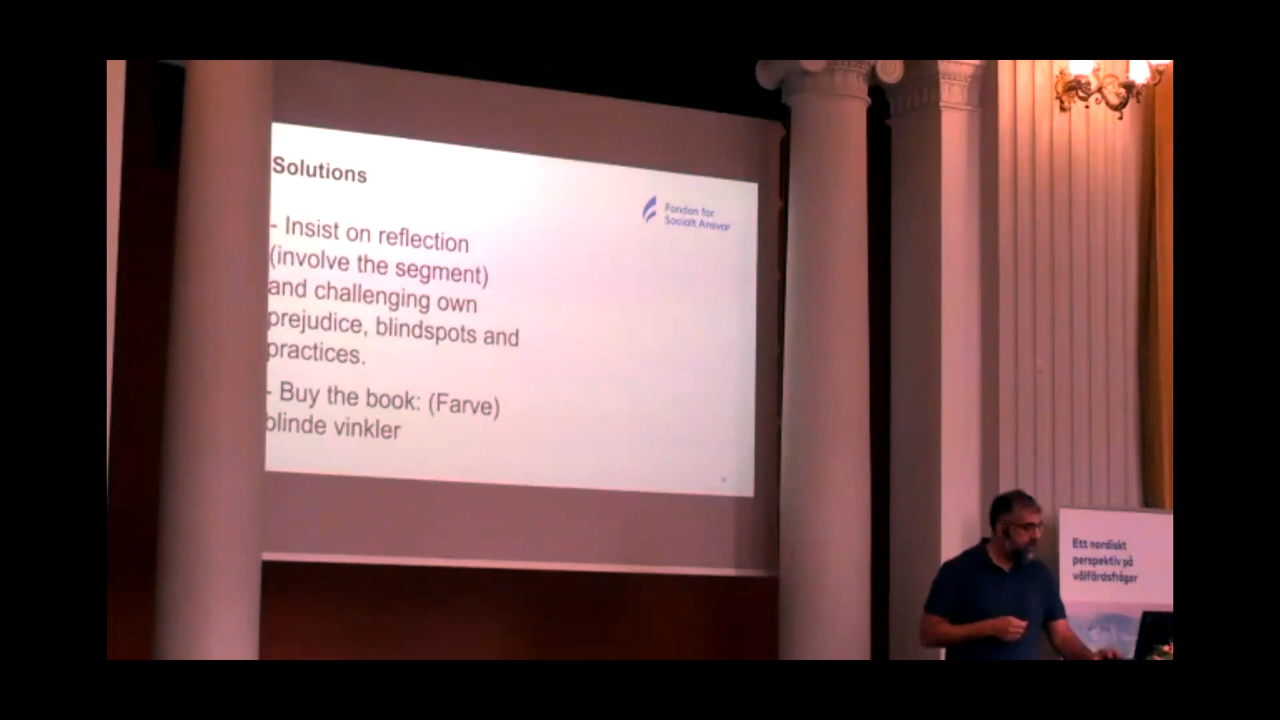 Solutions
Fonden for
Socialt Ansvar
- Insist on reflection
(involve the segment)
and challenging own
prejudice, blindspots and
practices.
- Buy the book: (Farve)
blinde vinkler
Ett nordiskt
perspektiv på
välfärdsfrågor